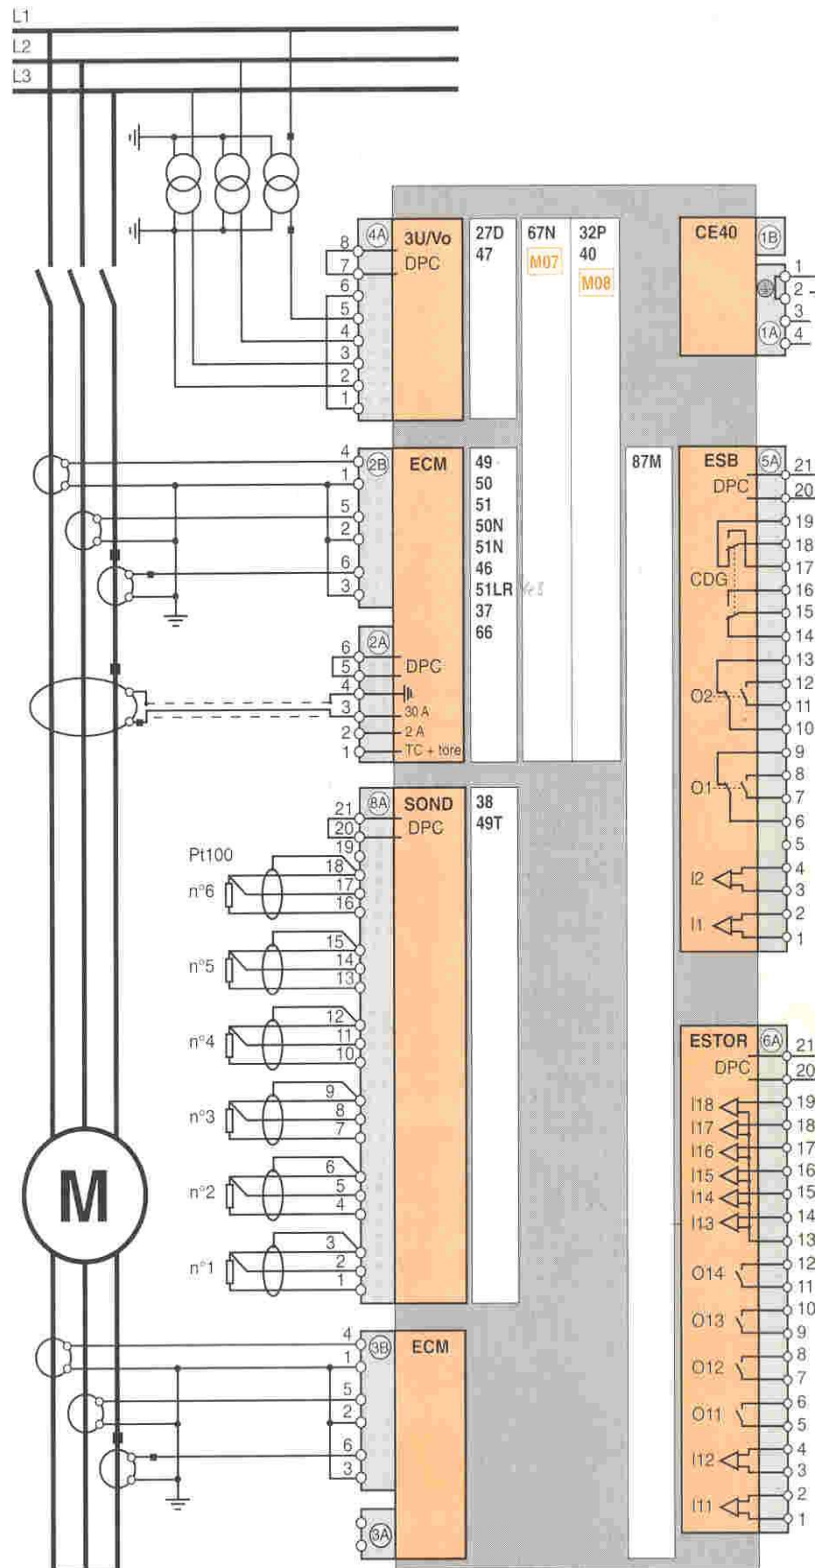 L1
L2
L3
4A
3U/Vo
DPC
8
7
6
5
4
3
2
1
27D
47
67N
M07
32P
40
M08
CE40
1B
1A
1
2
3
4
2B
ECM
4
1
5
2
6
3
49
50
51
50N
51N
46
51LR
37
66
87M
2A
6
5
4
3
2
1
DPC
30 A
2 A
TC + tore
ESB
5A
DPC
CDG
O2
O1
I2
I1
21
20
19
18
17
16
15
14
13
12
11
10
9
8
7
6
5
4
3
2
1
8A
SOND
DPC
38
49T
21
20
19
18
17
16
15
14
13
12
11
10
9
8
7
6
5
4
3
2
1
Pt100
n°6
n°5
n°4
n°3
n°2
n°1
M
ESTOR
6A
DPC
I18
I17
I16
I15
I14
I13
O14
O13
O12
O11
I12
I11
21
20
19
18
17
16
15
14
13
12
11
10
9
8
7
6
5
4
3
2
1
3B
ECM
4
1
5
2
6
3
3A